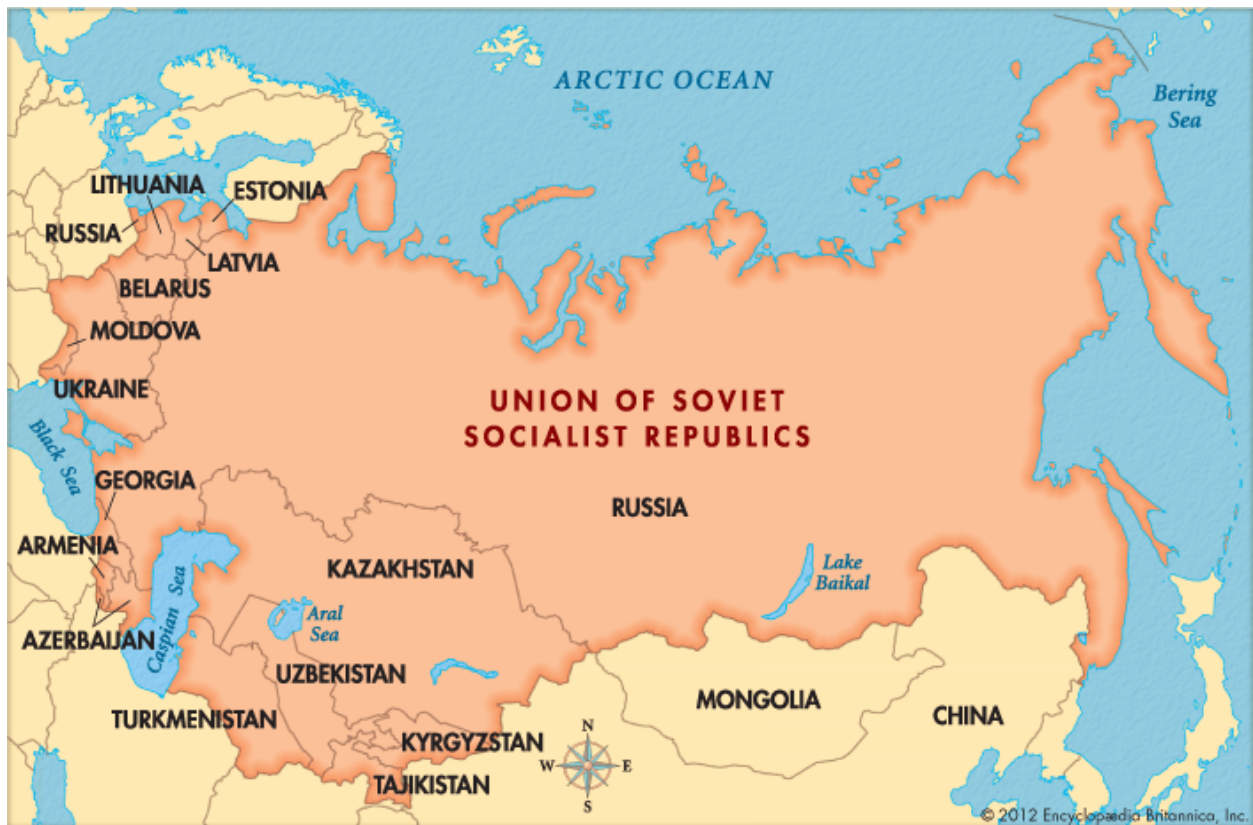 ARCTIC OCEAN
Bering
Sea
LITHUANIA
ESTONIA
RUSSIA
LATVIA
BELARUS
MOLDOVA
UKRAINE
UNION OF SOVIET
SOCIALIST REPUBLICS
Black Sea
GEORGIA
RUSSIA
ARMENIA
KAZAKHSTAN
Lake
Baikal
Caspian Sea
Aral
Sea
AZERBAIJAN
UZBEKISTAN
MONGOLIA
TURKMENISTAN
CHINA
KYRGYZSTAN
TAJIKISTAN
N
W
E
S
© 2012 Encyclopædia Britannica, Inc.